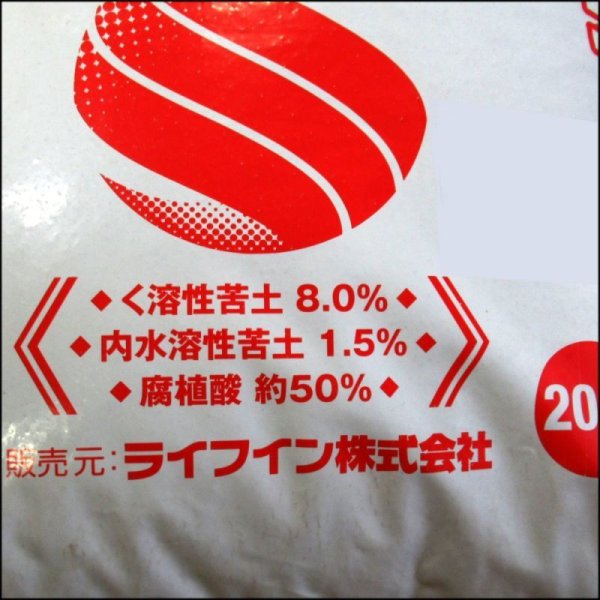 ◆く溶性苦土 8.0%◆
◆内水溶性苦土 1.5%◆
◆腐植酸 約50%◆
20
販売元:ライフイン株式会社